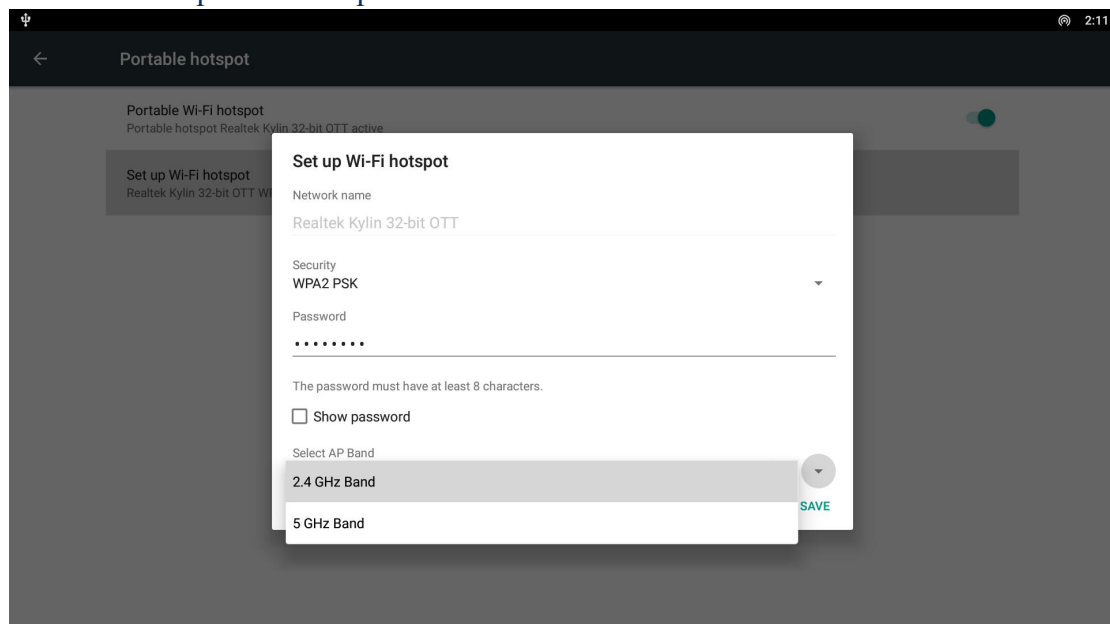 2:11
Portable hotspot
Portable Wi-Fi hotspot
Portable hotspot Realtek Kylin 32-bit OTT active
Set up Wi-Fi hotspot
Realtek Kylin 32-bit OTT
Set up Wi-Fi hotspot
Network name
Realtek Kylin 32-bit OTT
Security
WPA2 PSK
Password
The password must have at least 8 characters.
Show password
Select AP Band
2.4 GHz Band
SAVE
5 GHz Band